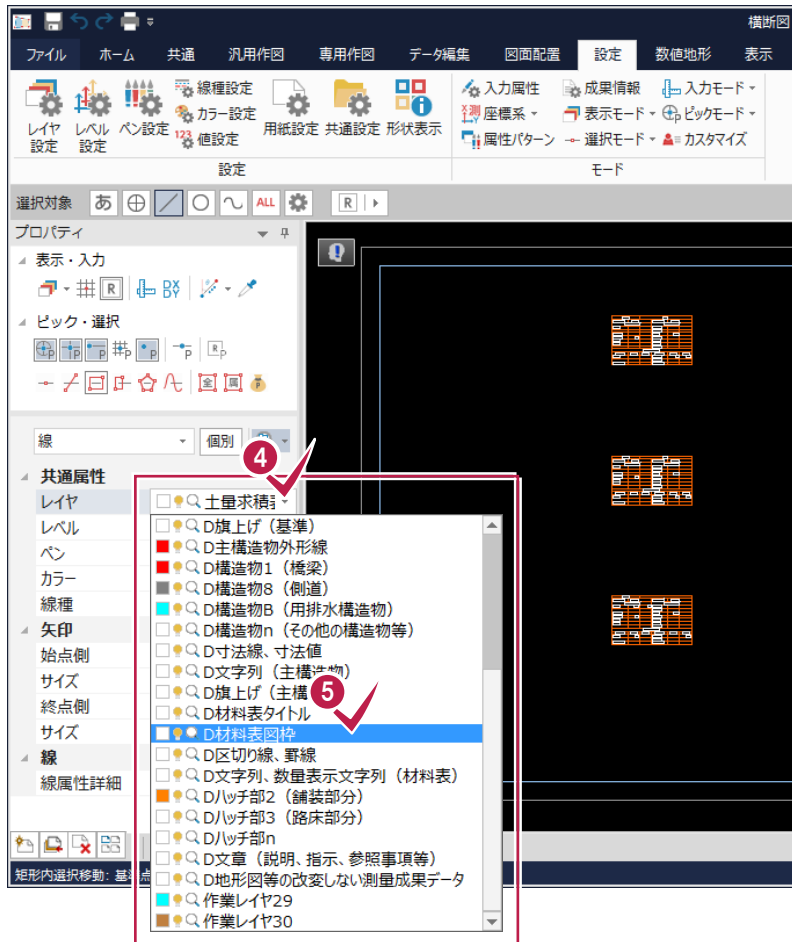 横断図
ファイル ホーム 共通 汎用作図 専用作図 データ編集 図面配置 設定 数値地形 表示
線種設定 入力属性 成果情報 入力モード
カラー設定 座標系 表示モード ピックモード
レイヤ設定 レベル設定 ペン設定 123 値設定 用紙設定 共通設定 形状表示 属性パターン 選択モード カスタマイズ
設定 モード
選択対象 あ ALL R
プロパティ
表示・入力
R DX DY
ピック・選択
P P P P P P R P
全 属 P
線 個別
4
共通属性
レイヤ 土量求積表
レベル D旗上げ（基準）
D主構造物外形線
ペン D構造物1（橋梁）
カラー D構造物8（側道）
線種 D構造物B（用排水構造物）
矢印 D構造物n（その他の構造物等）
始点側 D寸法線、寸法値
サイズ D文字列（主構造物）
5
終点側 D旗上げ（主構
D材料表タイトル
サイズ D材料表図枠
線 D区切り線、罫線
線属性詳細 D文字列、数量表示文字列（材料表）
Dハッチ部2（舗装部分）
Dハッチ部3（路床部分）
Dハッチ部n
D文章（説明、指示、参照事項等）
矩形内選択移動: 基準点 D地形図等の改変しない測量成果データ
作業レイヤ29
作業レイヤ30